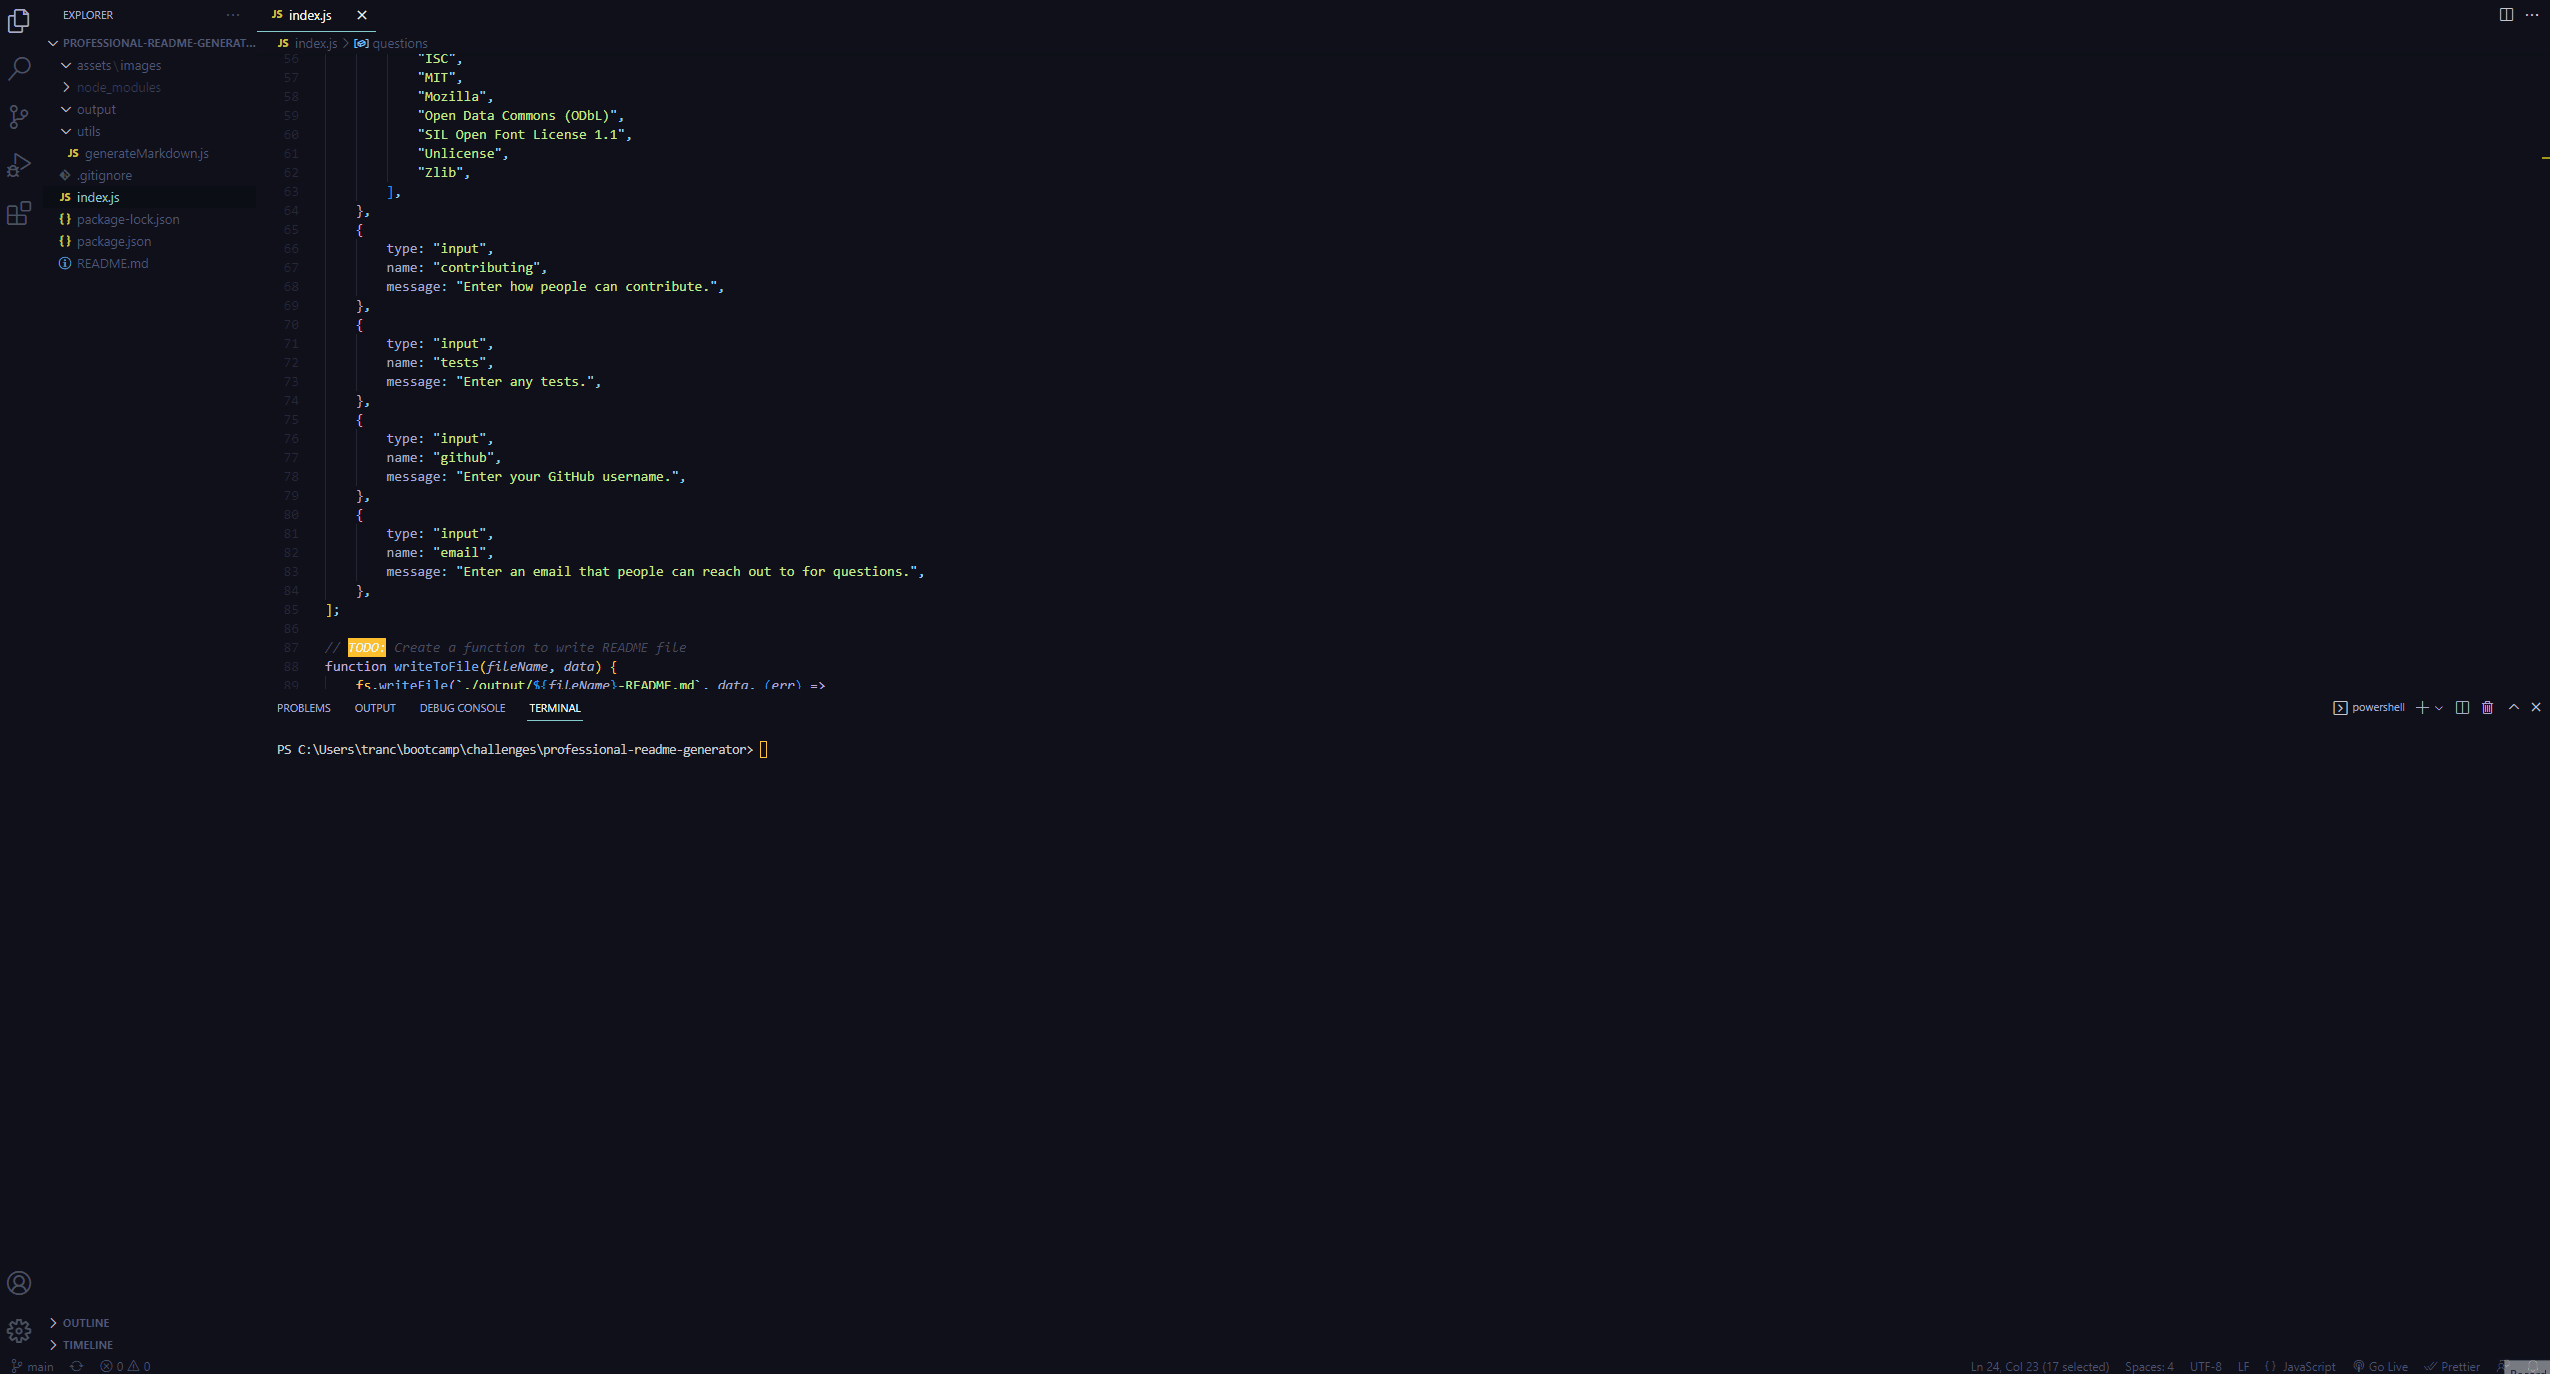 EXPLORER
PROFESSIONAL-README-GENERAT...
assets\images
node_modules
output
utils
JS generateMarkdown.js
.gitignore
JS index.js
{} package-lock.json
{} package.json
README.md
OUTLINE
TIMELINE
JS index.js
JS index.js > questions
56 "ISC",
57 "MIT",
58 "Mozilla",
59 "Open Data Commons (ODbL)",
60 "SIL Open Font License 1.1",
61 "Unlicense",
62 "Zlib",
63 ],
64 },
65 {
66 type: "input",
67 name: "contributing",
68 message: "Enter how people can contribute.",
69 },
70 {
71 type: "input",
72 name: "tests",
73 message: "Enter any tests.",
74 },
75 {
76 type: "input",
77 name: "github",
78 message: "Enter your GitHub username.",
79 },
80 {
81 type: "input",
82 name: "email",
83 message: "Enter an email that people can reach out to for questions.",
84 },
85 ];
86
87 // TODO: Create a function to write README file
88 function writeToFile(fileName, data) {
89 fs.writeFile(`./output/${fileName}-README.md`, data, (err) =>
PROBLEMS OUTPUT DEBUG CONSOLE TERMINAL
powershell
PS C:\Users\tranc\bootcamp\challenges\professional-readme-generator>
main 0 0 Ln 24, Col 23 (17 selected) Spaces: 4 UTF-8 LF {} JavaScript Go Live Prettier